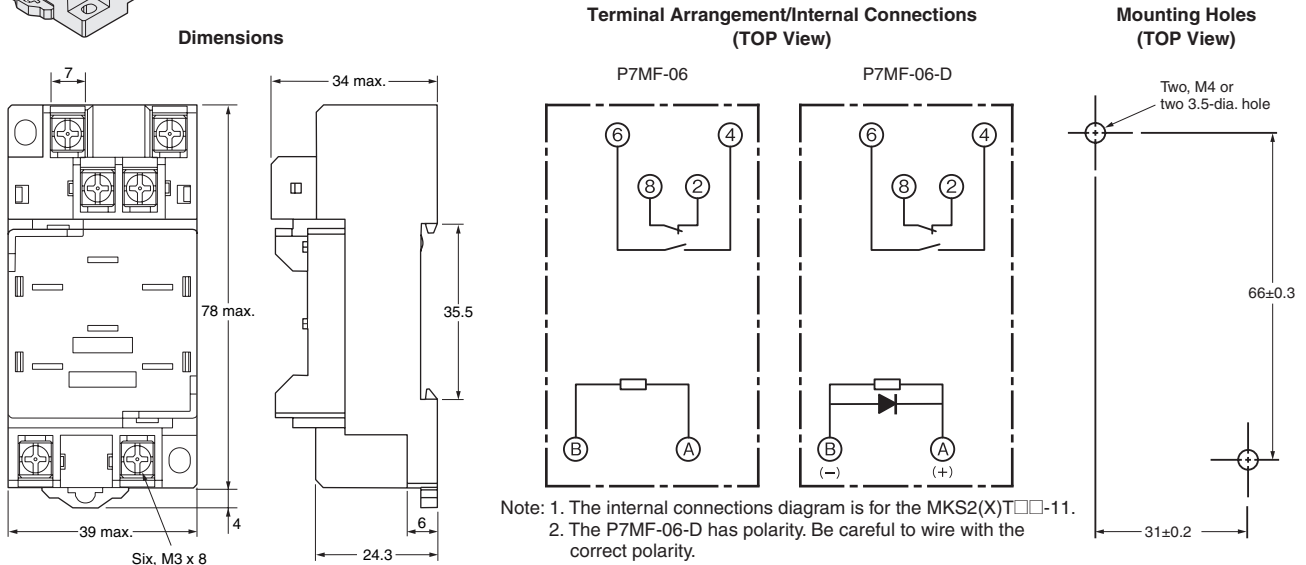 Dimensions
Terminal Arrangement/Internal Connections
(TOP View)
Mounting Holes
(TOP View)
7
34 max.
78 max.
35.5
4
39 max.
Six, M3 x 8
6
24.3
P7MF-06
6
4
8
2
B
A
P7MF-06-D
6
4
8
2
B
A
(−)
(+)
Note: 1. The internal connections diagram is for the MKS2(X)T□□-11.
2. The P7MF-06-D has polarity. Be careful to wire with the
correct polarity.
Two, M4 or
two 3.5-dia. hole
66±0.3
31±0.2